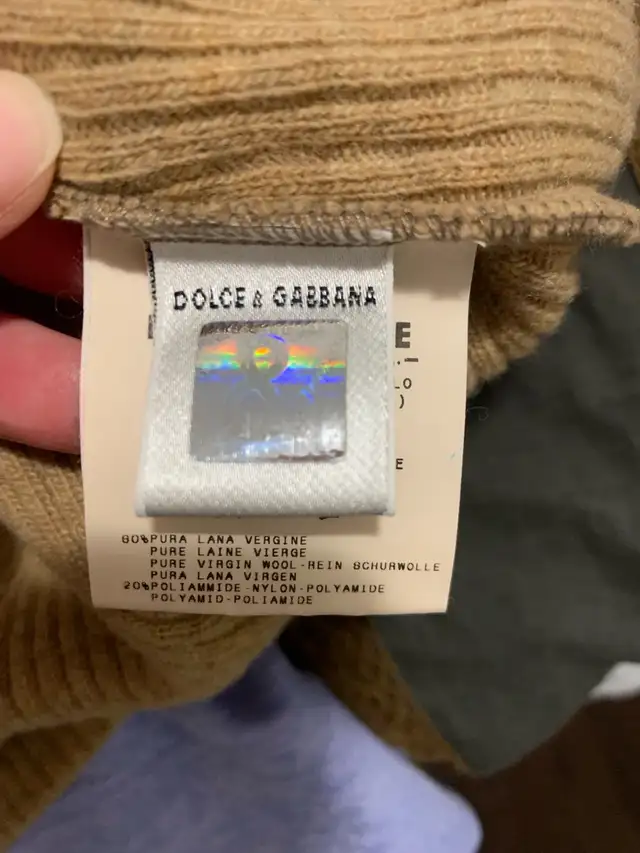 DOLCE & GABBANA
E
.—
LO
)
E
80%PURA LANA VERGINE
PURE LAINE VIERGE
PURE VIRGIN WOOL-REIN SCHURWOLLE
PURA LANA VIRGEN
20%POLIAMMIDE-NYLON-POLYAMIDE
POLYAMID-POLIAMIDE